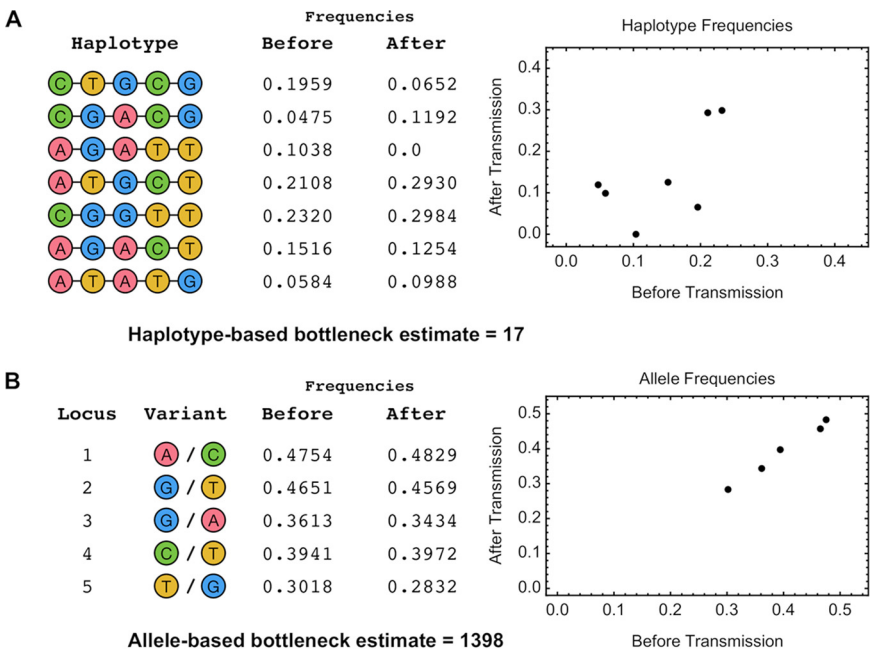 A
Frequencies
Haplotype Before After
C T G C G 0.1959 0.0652
C G A C G 0.0475 0.1192
A G A T T 0.1038 0.0
A T G C T 0.2108 0.2930
C G G T T 0.2320 0.2984
A G A C T 0.1516 0.1254
A T A T G 0.0584 0.0988
Haplotype Frequencies
After Transmission
0.4
0.3
0.2
0.1
0.0
0.0 0.1 0.2 0.3 0.4
Before Transmission
Haplotype-based bottleneck estimate = 17
B
Frequencies
Locus Variant Before After
1 A / C 0.4754 0.4829
2 G / T 0.4651 0.4569
3 G / A 0.3613 0.3434
4 C / T 0.3941 0.3972
5 T / G 0.3018 0.2832
Allele Frequencies
After Transmission
0.5
0.4
0.3
0.2
0.1
0.0
0.0 0.1 0.2 0.3 0.4 0.5
Before Transmission
Allele-based bottleneck estimate = 1398